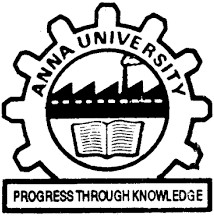 ANNA UNIVERSITY
PROGRESS THROUGH KNOWLEDGE